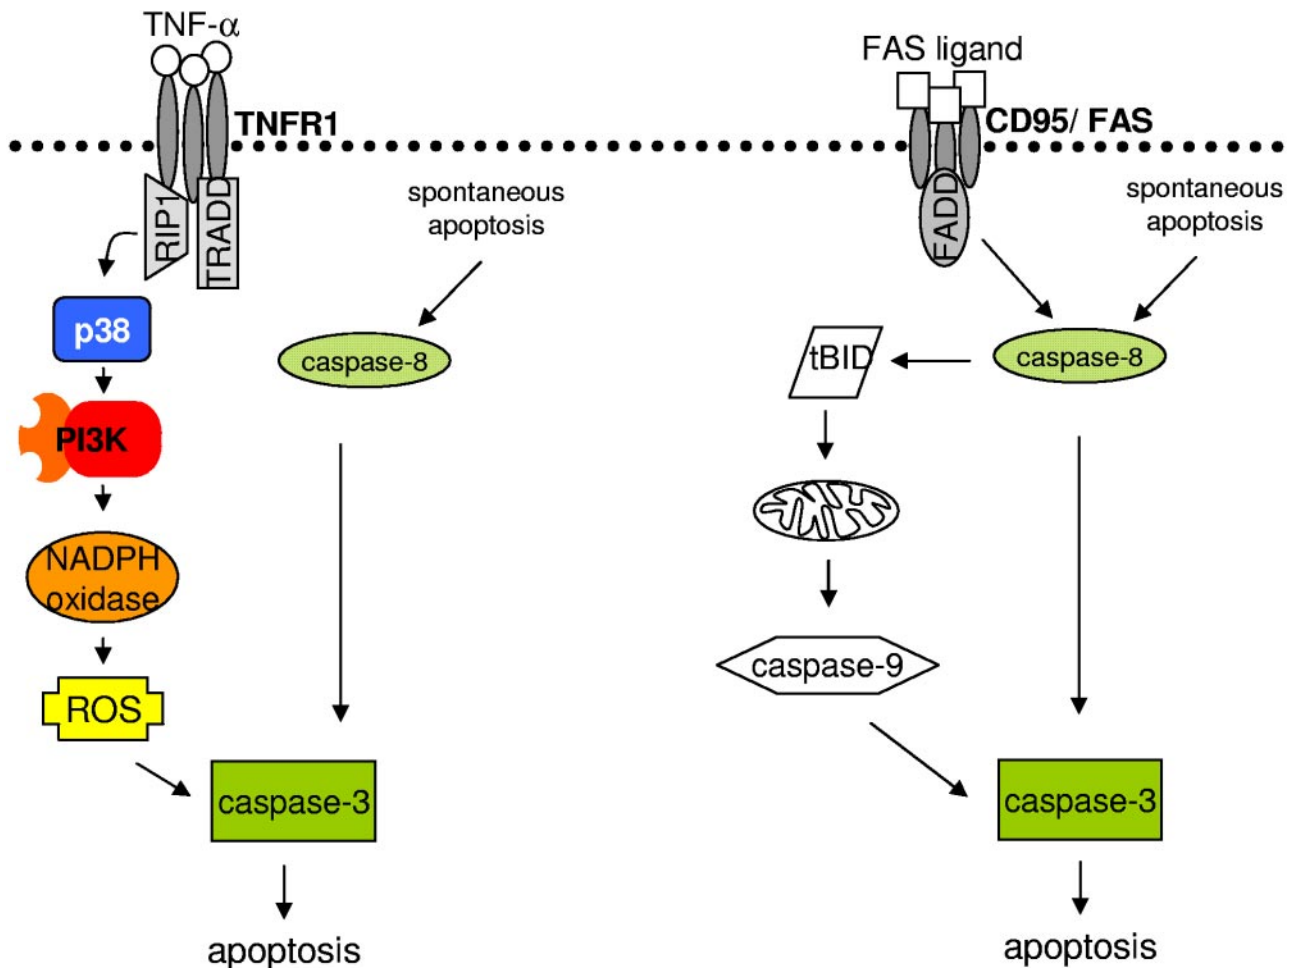 TNF-α
TNFR1
RIP1
TRADD
spontaneous
apoptosis
p38
caspase-8
PI3K
NADPH
oxidase
ROS
caspase-3
apoptosis
FAS ligand
CD95/ FAS
FADD
spontaneous
apoptosis
tBID
caspase-8
caspase-9
caspase-3
apoptosis